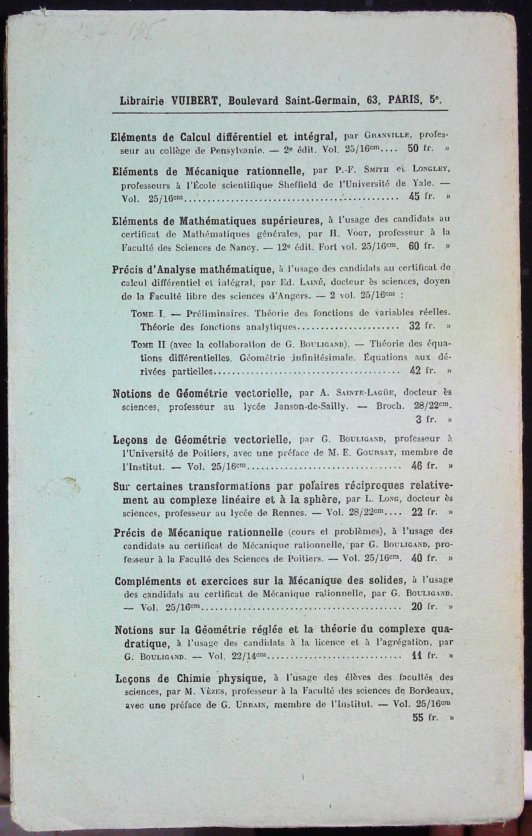 Librairie VUIBERT, Boulevard Saint-Germain, 63, PARIS, 5e.
Eléments de Calcul différentiel et intégral, par GRANVILLE, profes-
seur au collège de Pensylvanie. — 2e édit. Vol. 25/16cm.... 50 fr. »
Eléments de Mécanique rationnelle, par P.-F. SMITH et LONGLEY,
professeurs à l'École scientifique Sheffield de l'Université de Yale. —
Vol. 25/16cm........................................... 45 fr. »
Eléments de Mathématiques supérieures, à l'usage des candidats au
certificat de Mathématiques générales, par H. VOGT, professeur à la
Faculté des Sciences de Nancy, — 12e édit. Fort vol. 25/16cm. 60 fr. »
Précis d'Analyse mathématique, à l'usage des candidats au certificat de
calcul différentiel et intégral, par Ed. LAINÉ, docteur ès sciences, doyen
de la Faculté libre des sciences d'Angers. — 2 vol. 25/16cm :
TOME I. — Préliminaires. Théorie des fonctions de variables réelles.
Théorie des fonctions analytiques..................... 32 fr. »
TOME II (avec la collaboration de G. BOULIGAND). — Théorie des équa-
tions différentielles. Géométrie infinitésimale. Équations aux dé-
rivées partielles...................................... 42 fr. »
Notions de Géométrie vectorielle, par A. SAINTE-LAGÜE, docteur ès
sciences, professeur au lycée Janson-de-Sailly. — Broch. 28/22cm.
3 fr. »
Leçons de Géométrie vectorielle, par G. BOULIGAND, professeur à
l'Université de Poitiers, avec une préface de M. E. GOURSAT, membre de
l'Institut. — Vol. 25/16cm................................ 46 fr. »
Sur certaines transformations par polaires réciproques relative-
ment au complexe linéaire et à la sphère, par L. LONG, docteur ès
sciences, professeur au lycée de Rennes. — Vol. 28/22cm.... 22 fr. »
Précis de Mécanique rationnelle (cours et problèmes), à l'usage des
candidats au certificat de Mécanique rationnelle, par G. BOULIGAND, pro-
fesseur à la Faculté des Sciences de Poitiers. — Vol. 25/16cm. 40 fr. »
Compléments et exercices sur la Mécanique des solides, à l'usage
des candidats au certificat de Mécanique rationnelle, par G. BOULIGAND.
— Vol. 25/16cm......................................... 20 fr. »
Notions sur la Géométrie réglée et la théorie du complexe qua-
dratique, à l'usage des candidats à la licence et à l'agrégation, par
G. BOULIGAND. — Vol. 22/14cm............................ 11 fr. »
Leçons de Chimie physique, à l'usage des élèves des facultés des
sciences, par M. VÈZES, professeur à la Faculté des sciences de Bordeaux,
avec une préface de G. URBAIN, membre de l'Institut. — Vol. 25/16cm
55 fr. »